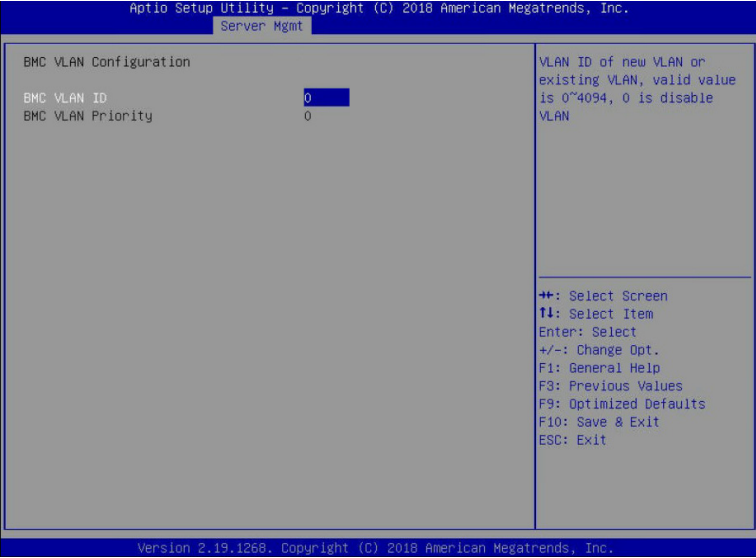 Aptio Setup Utility – Copyright (C) 2018 American Megatrends, Inc.
Server Mgmt
BMC VLAN Configuration
BMC VLAN ID 0
BMC VLAN Priority 0
VLAN ID of new VLAN or
existing VLAN, valid value
is 0~4094, 0 is disable
VLAN
→←: Select Screen
↑↓: Select Item
Enter: Select
+/-: Change Opt.
F1: General Help
F3: Previous Values
F9: Optimized Defaults
F10: Save & Exit
ESC: Exit
Version 2.19.1268. Copyright (C) 2018 American Megatrends, Inc.